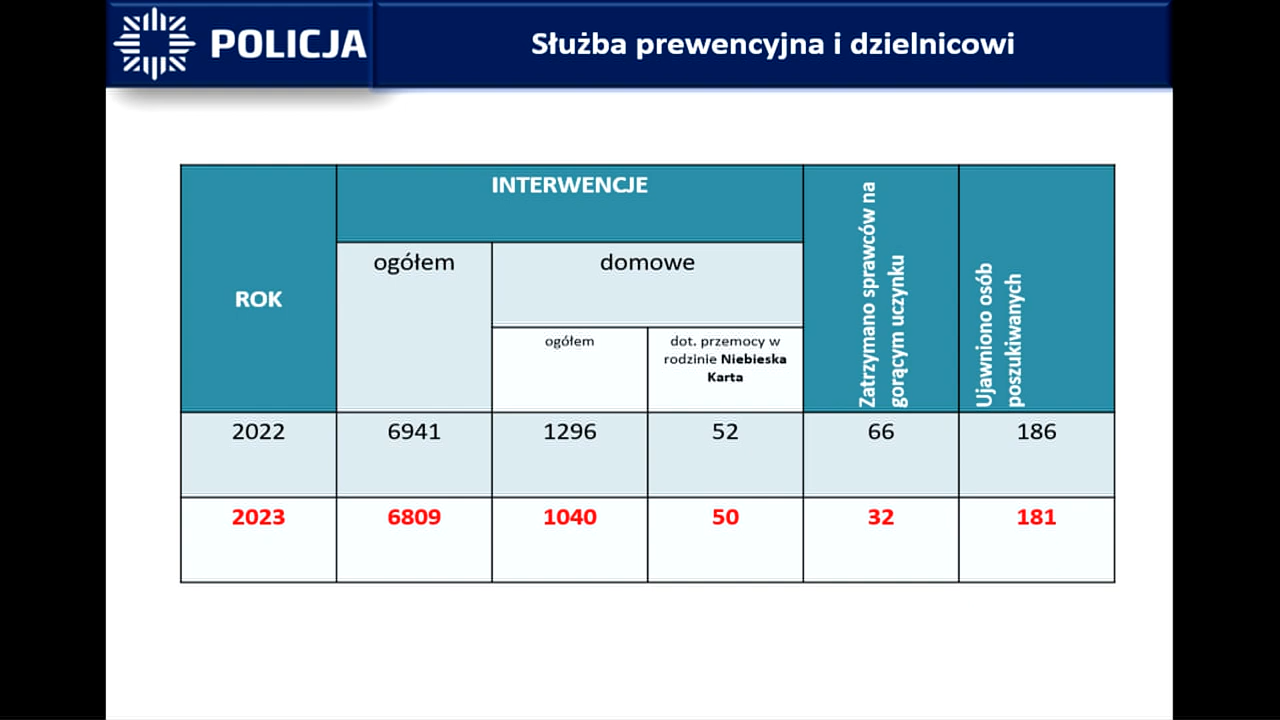 POLICJA
Służba prewencyjna i dzielnicowi
ROK
INTERWENCJE
Zatrzymano sprawców na
gorącym uczynku
Ujawniono osób
poszukiwanych
ogółem
domowe
ogółem
dot. przemocy w
rodzinie Niebieska
Karta
2022 6941 1296 52 66 186
2023 6809 1040 50 32 181